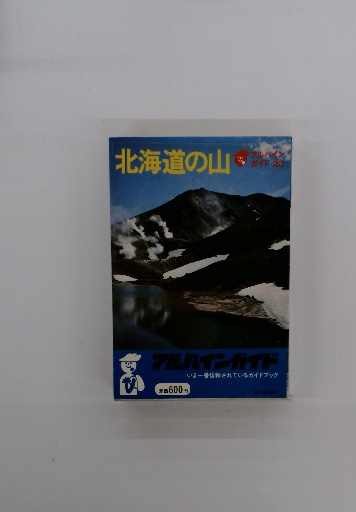 北海道の山
アルパイン
ガイド 23
アルパインガイド
いま一番信頼されているガイドブック
定価600円